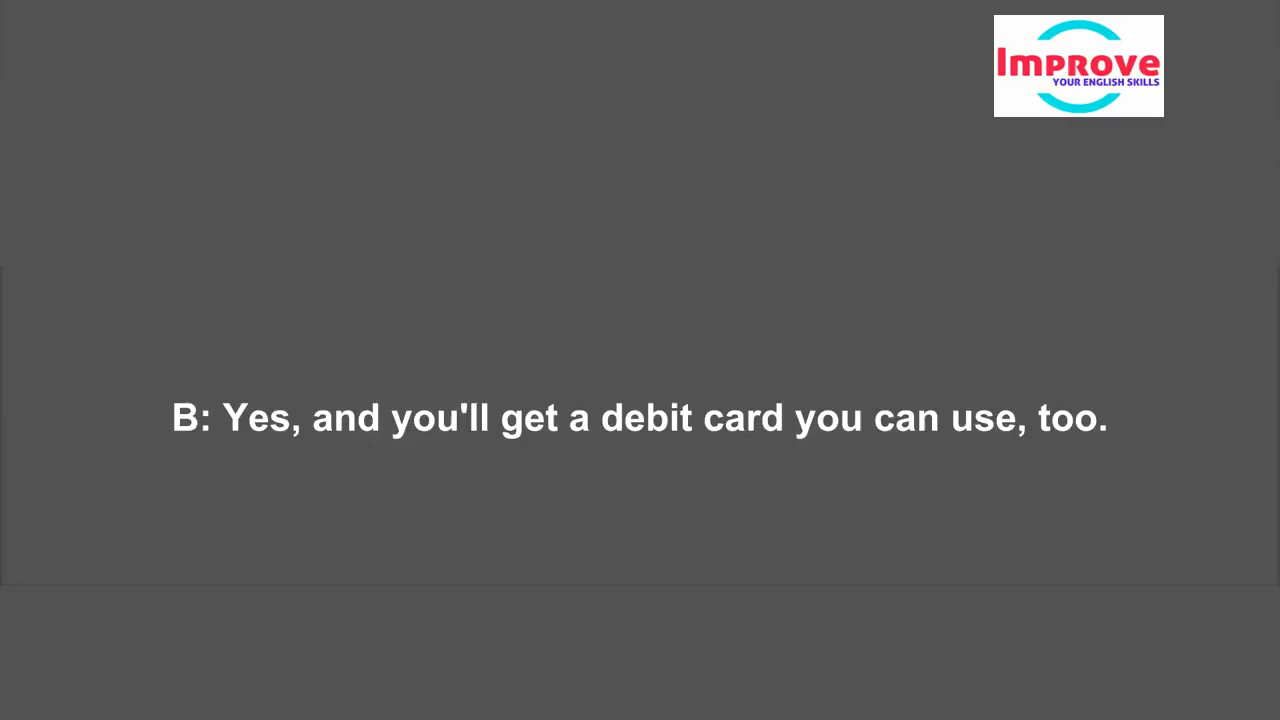 Improve
YOUR ENGLISH SKILLS
B: Yes, and you'll get a debit card you can use, too.